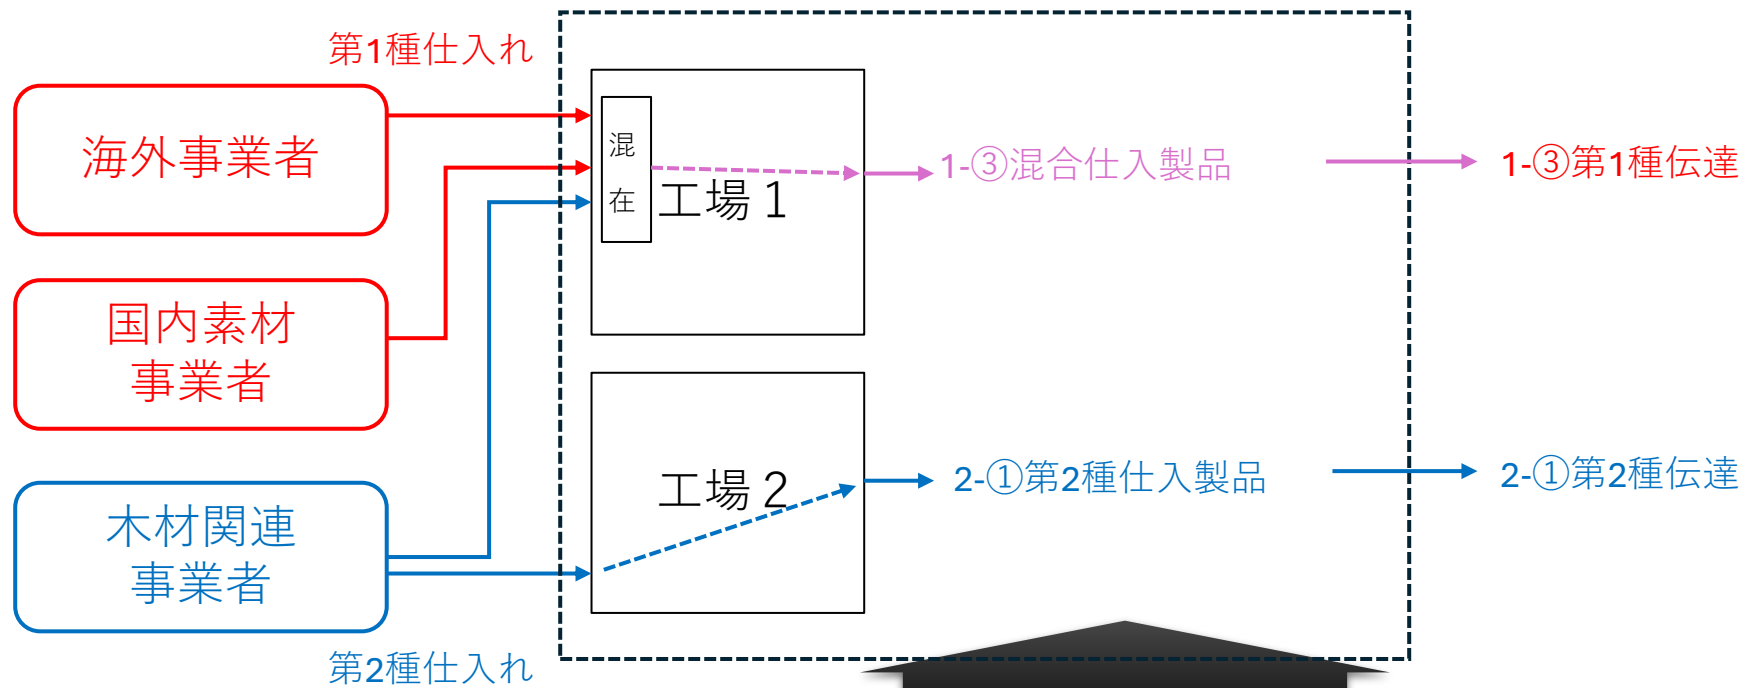 第1種仕入れ
海外事業者
国内素材
事業者
木材関連
事業者
第2種仕入れ
混
在
工場１
1-③混合仕入製品
1-③第1種伝達
工場２
2-①第2種仕入製品
2-①第2種伝達